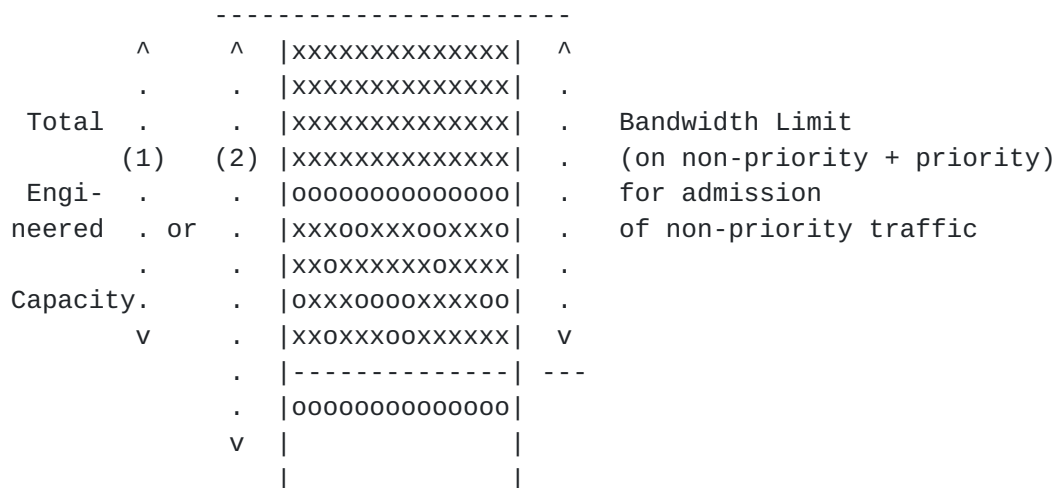 -----------------------
         ^     ^  |xxxxxxxxxxxxxx|  ^
         .     .  |xxxxxxxxxxxxxx|  .
 Total   .     .  |xxxxxxxxxxxxxx|  .   Bandwidth Limit
        (1)   (2) |xxxxxxxxxxxxxx|  .   (on non-priority + priority)
 Engi-   .     .  |oooooooooooooo|  .   for admission
neered   . or  .  |xxxooxxxooxxxo|  .   of non-priority traffic
         .     .  |xxoxxxxxxoxxxx|  .
Capacity.      .  |oxxxooooxxxxoo|  .
         v     .  |xxoxxxooxxxxxx|  v
               .  |--------------| ---
               .  |oooooooooooooo|
               v  |              |
                  |              |